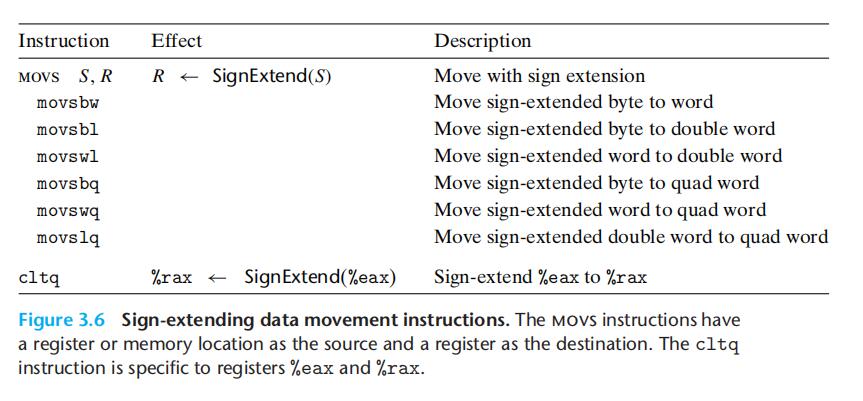 Instruction Effect Description
MOVS S, R R ← SignExtend(S) Move with sign extension
movsbw Move sign-extended byte to word
movsbl Move sign-extended byte to double word
movswl Move sign-extended word to double word
movsbq Move sign-extended byte to quad word
movswq Move sign-extended word to quad word
movslq Move sign-extended double word to quad word
cltq %rax ← SignExtend(%eax) Sign-extend %eax to %rax
Figure 3.6 Sign-extending data movement instructions. The MOVS instructions have
a register or memory location as the source and a register as the destination. The cltq
instruction is specific to registers %eax and %rax.